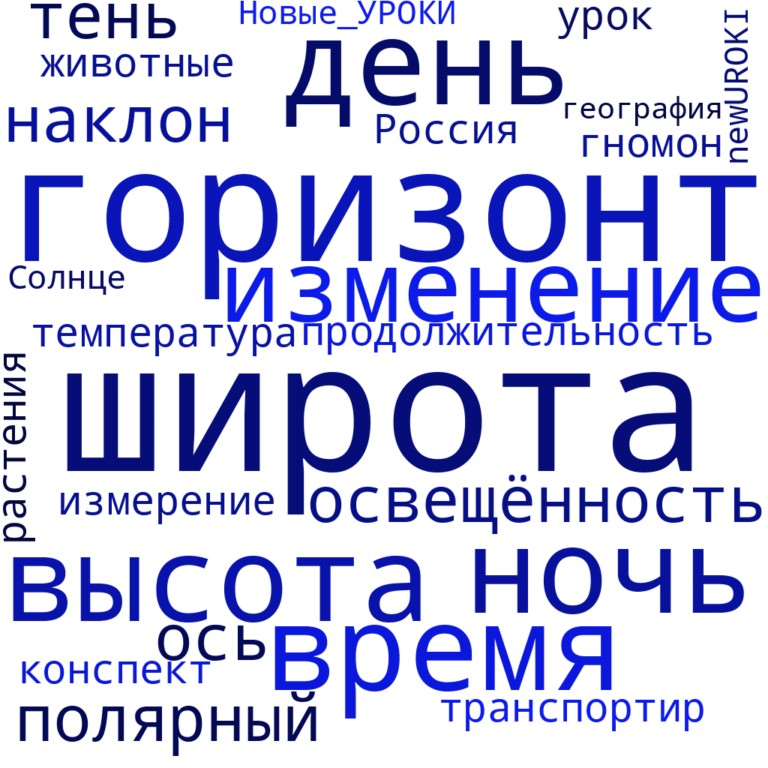 тень
Новые_УРОКИ
урок
newUROKI
животные
день
наклон
Россия
география
гномон
горизонт
Солнце
изменение
температура
продолжительность
растения
широта
измерение
освещённость
высота
ночь
ось
время
конспект
полярный
транспортир